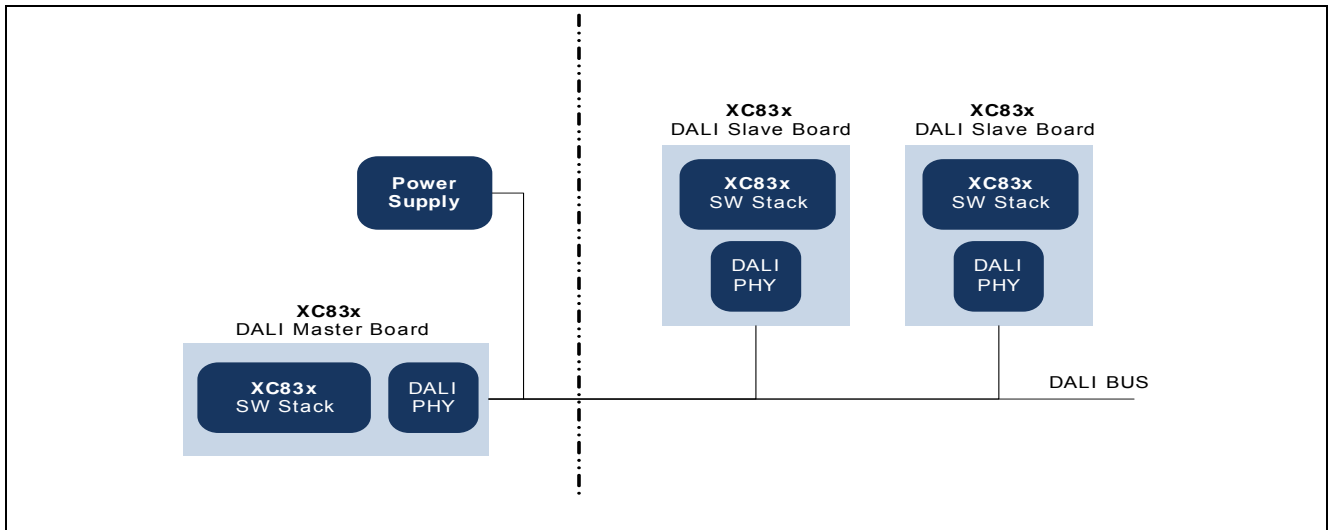 Power
Supply
XC83x
DALI Master Board
XC83x
SW Stack
DALI
PHY
XC83x
DALI Slave Board
XC83x
SW Stack
DALI
PHY
XC83x
DALI Slave Board
XC83x
SW Stack
DALI
PHY
DALI BUS